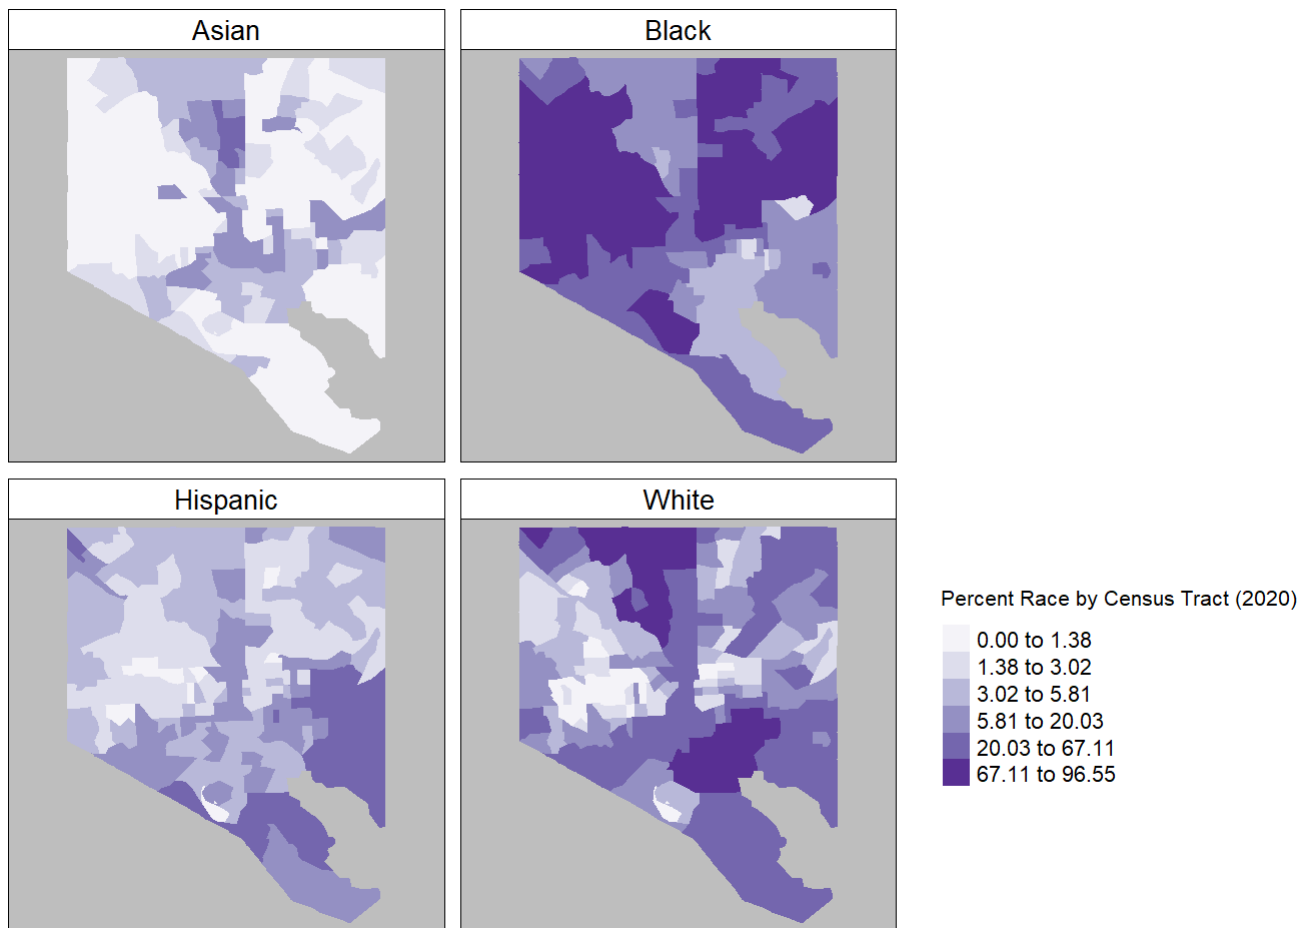 Asian
Black
Hispanic
White
Percent Race by Census Tract (2020)
0.00 to 1.38
1.38 to 3.02
3.02 to 5.81
5.81 to 20.03
20.03 to 67.11
67.11 to 96.55